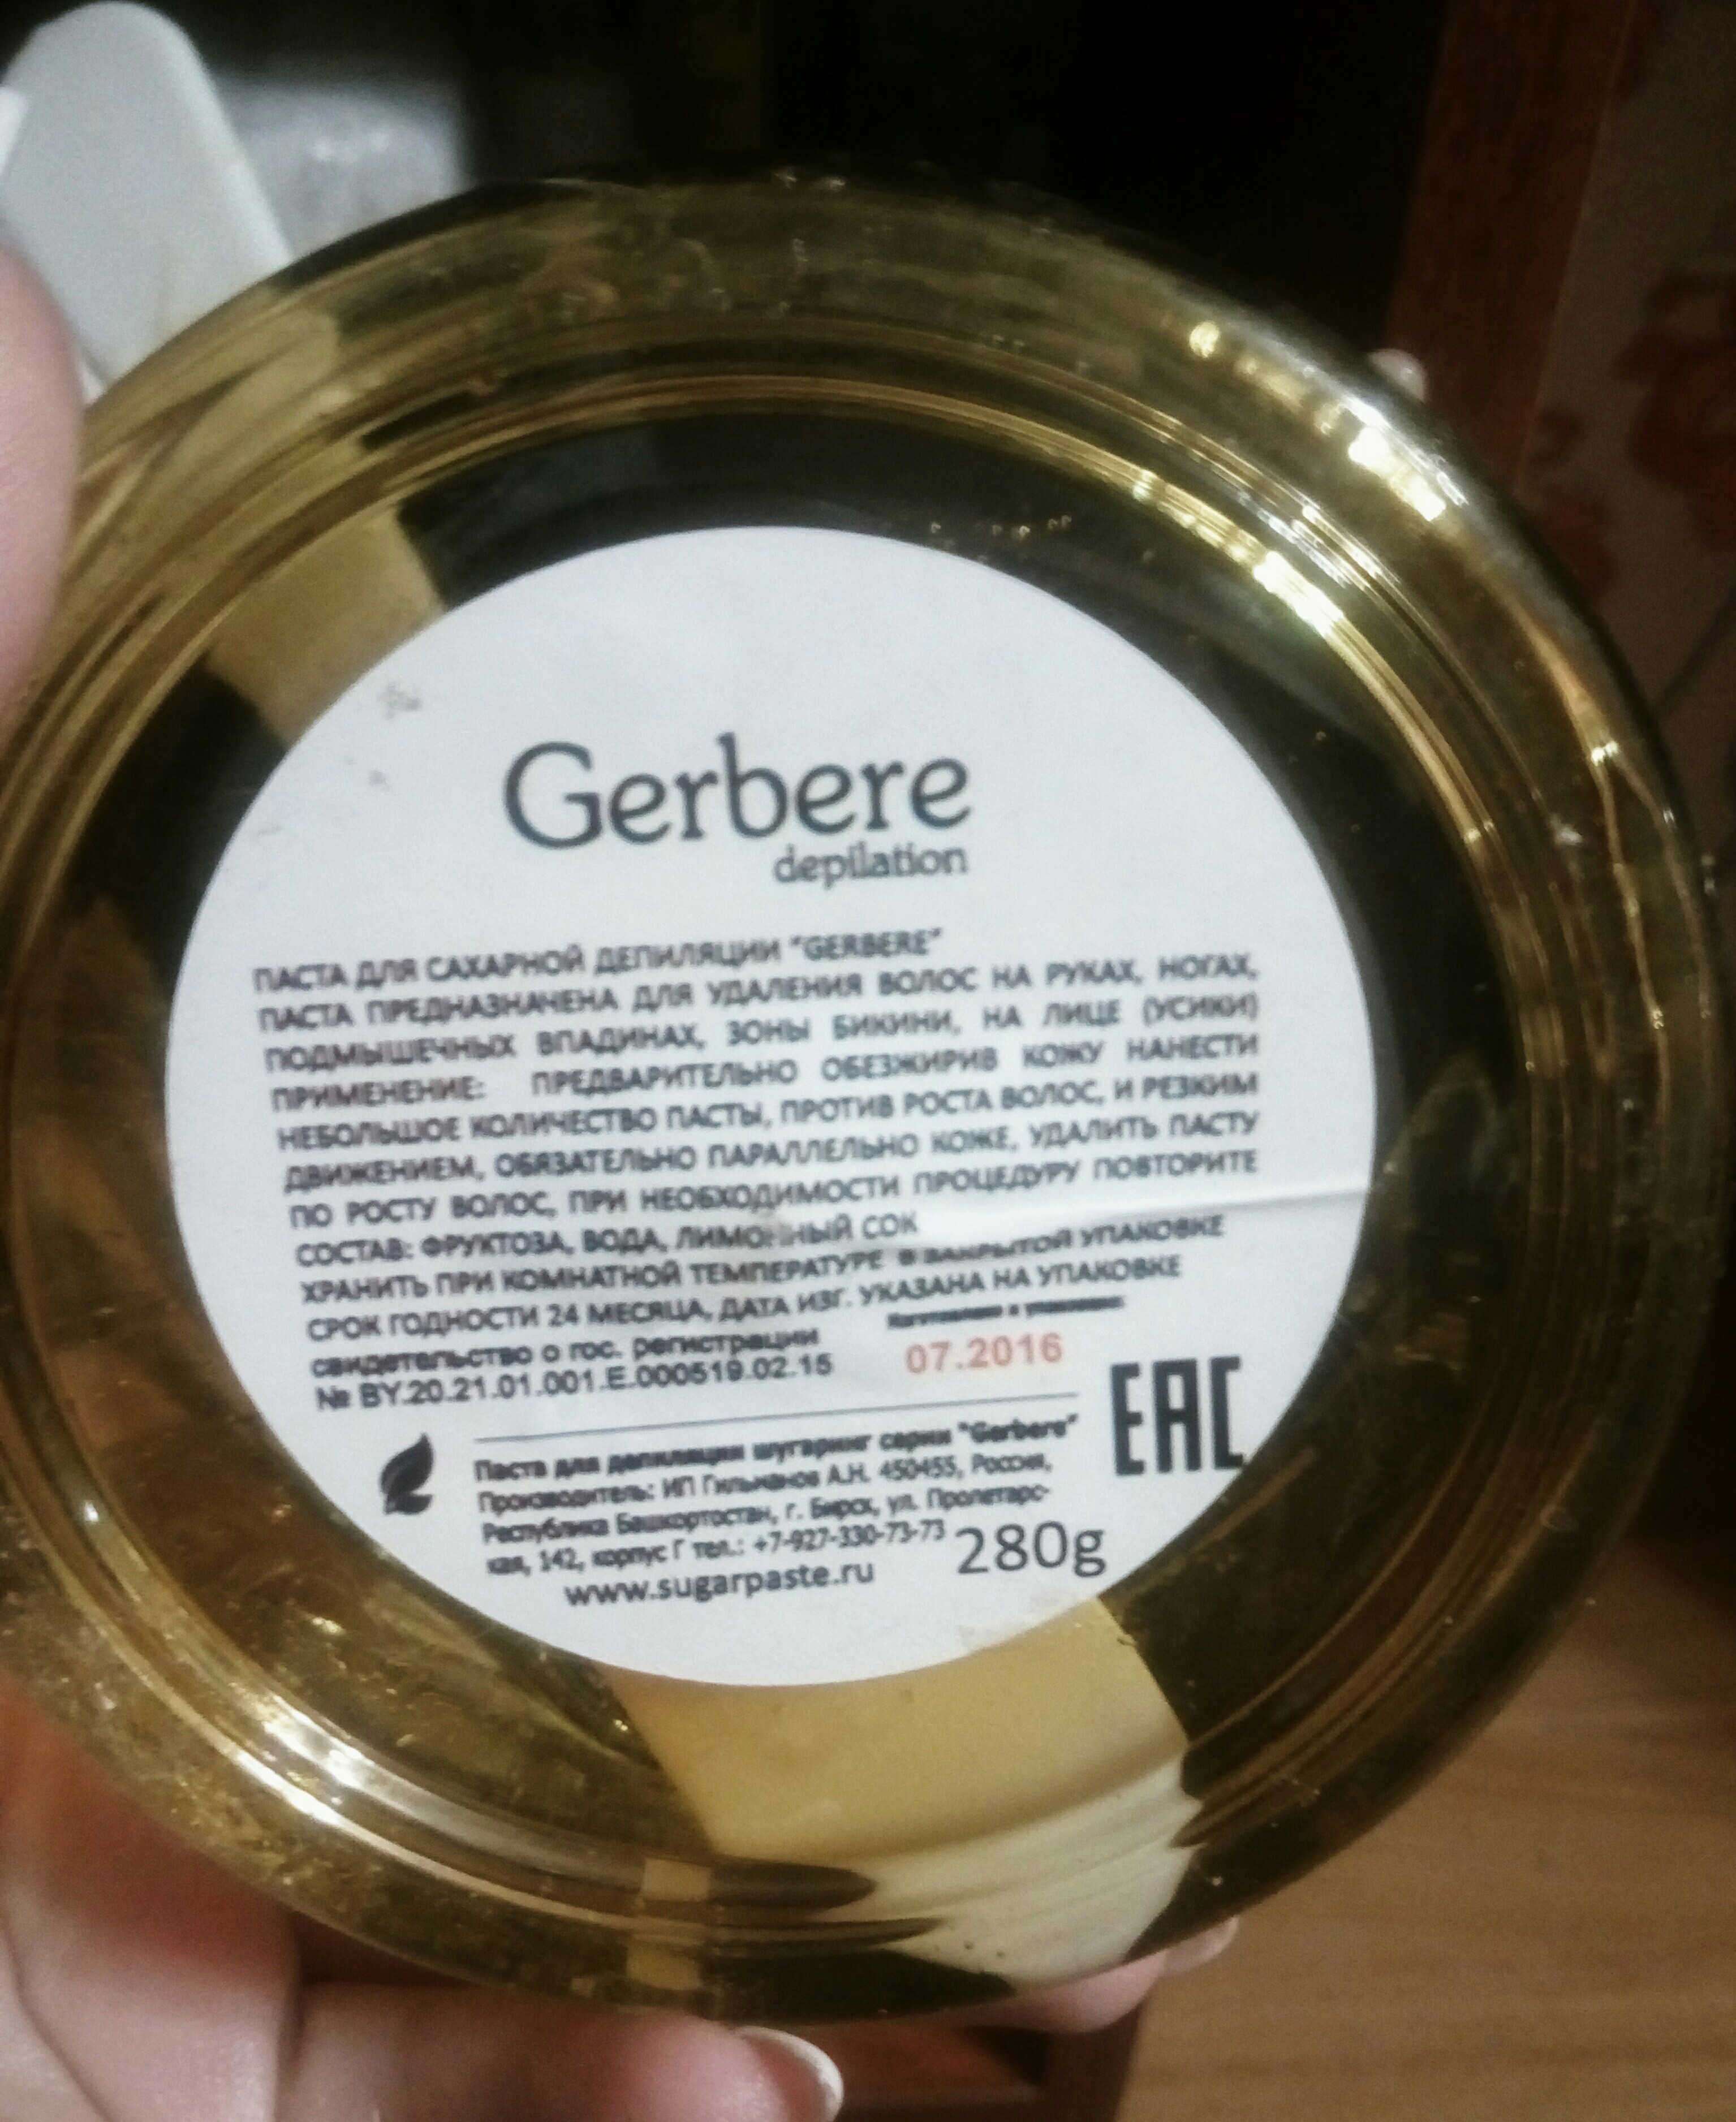 Gerbere
depilation
ПАСТА ДЛЯ САХАРНОЙ ДЕПИЛЯЦИИ "GERBERE"
ПАСТА ПРЕДНАЗНАЧЕНА ДЛЯ УДАЛЕНИЯ ВОЛОС НА РУКАХ, НОГАХ,
ПОДМЫШЕЧНЫХ ВПАДИНАХ, ЗОНЫ БИКИНИ, НА ЛИЦЕ (УСИКИ)
ПРИМЕНЕНИЕ: ПРЕДВАРИТЕЛЬНО ОБЕЗЖИРИВ КОЖУ НАНЕСТИ
НЕБОЛЬШОЕ КОЛИЧЕСТВО ПАСТЫ, ПРОТИВ РОСТА ВОЛОС, И РЕЗКИМ
ДВИЖЕНИЕМ, ОБЯЗАТЕЛЬНО ПАРАЛЛЕЛЬНО КОЖЕ, УДАЛИТЬ ПАСТУ
ПО РОСТУ ВОЛОС, ПРИ НЕОБХОДИМОСТИ ПРОЦЕДУРУ ПОВТОРИТЕ
СОСТАВ: ФРУКТОЗА, ВОДА, ЛИМОННЫЙ СОК
ХРАНИТЬ ПРИ КОМНАТНОЙ ТЕМПЕРАТУРЕ В ЗАКРЫТОЙ УПАКОВКЕ
СРОК ГОДНОСТИ 24 МЕСЯЦА, ДАТА ИЗГ. УКАЗАНА НА УПАКОВКЕ
свидетельство о гос. регистрации
№ BY.20.21.01.001.E.000519.02.15
Изготовлено и упаковано:
07.2016
EAC
Паста для депиляции шугаринг серии "Gerbere"
Производитель: ИП Гильманов А.Н. 450455, Россия,
Республика Башкортостан, г. Бирск, ул. Пролетарс-
кая, 142, корпус Г тел.: +7-927-330-73-73
www.sugarpaste.ru
280g